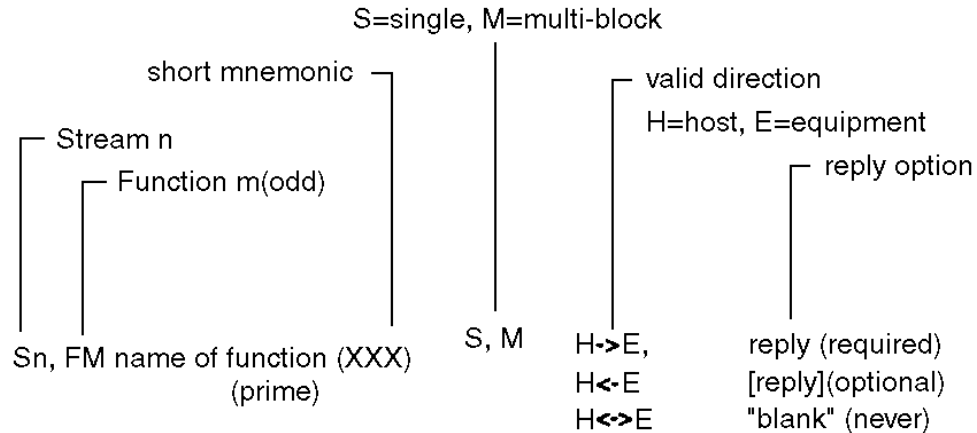 S=single, M=multi-block
short mnemonic
valid direction
H=host, E=equipment
Stream n
reply option
Function m(odd)
Sn, FM name of function (XXX)
(prime)
S, M
H->E,
reply (required)
H<-E
[reply](optional)
H<->E
"blank" (never)